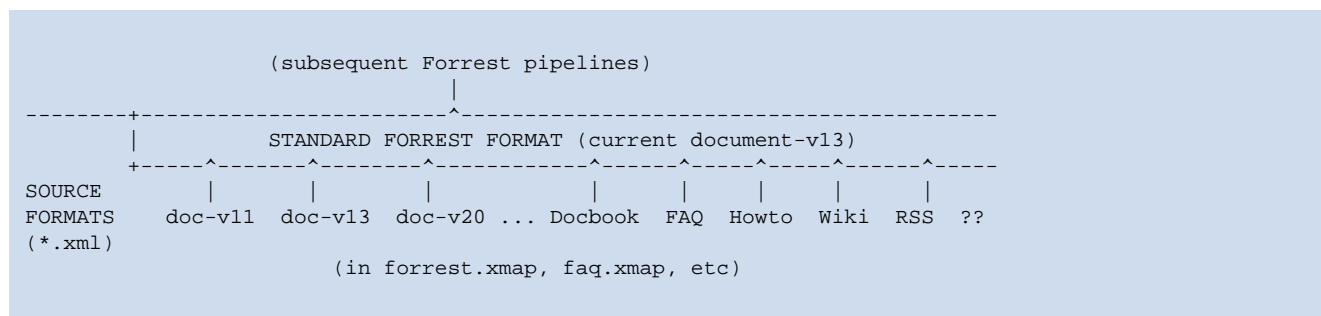 (subsequent Forrest pipelines)
|
--------+------------------------^------------------------------------------
| STANDARD FORREST FORMAT (current document-v13)
+-----^-------^--------^------------^------^-----^-----^------^-----
SOURCE | | | | | | | |
FORMATS doc-v11 doc-v13 doc-v20 ... Docbook FAQ Howto Wiki RSS ??
(*.xml)
(in forrest.xmap, faq.xmap, etc)